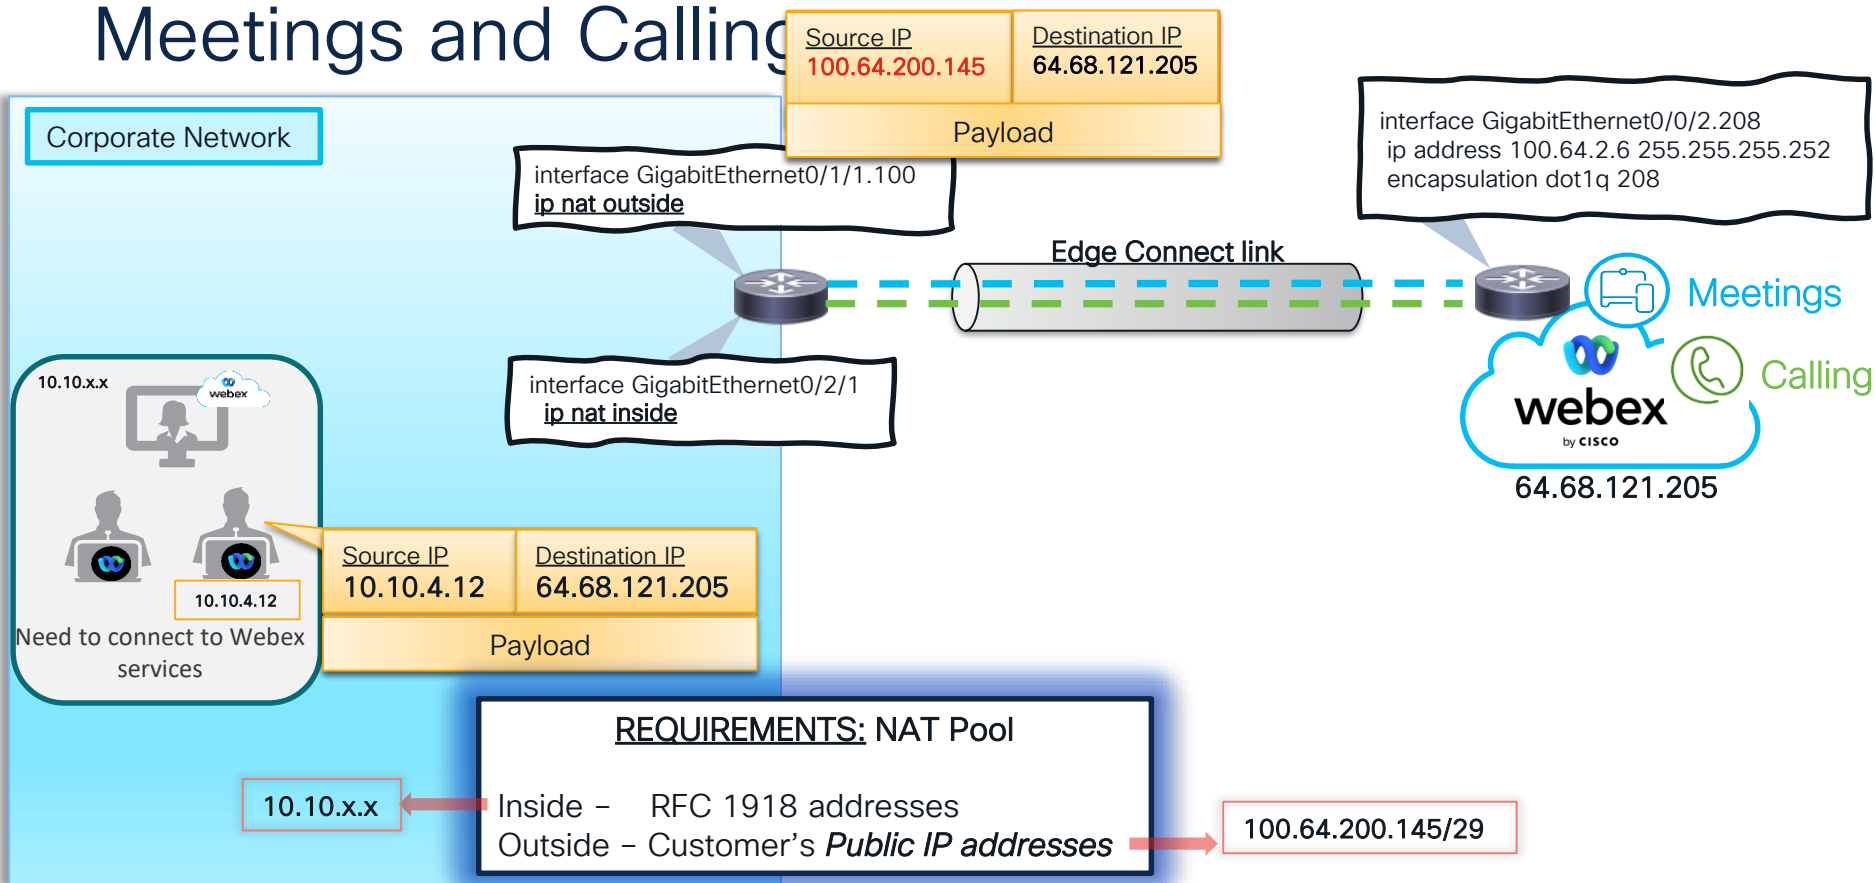 Meetings and Calling
Source IP
100.64.200.145
Destination IP
64.68.121.205
Payload
Corporate Network
interface GigabitEthernet0/1/1.100
ip nat outside
interface GigabitEthernet0/0/2.208
ip address 100.64.2.6 255.255.255.252
encapsulation dot1q 208
Edge Connect link
Meetings
Calling
webex
by CISCO
64.68.121.205
interface GigabitEthernet0/2/1
ip nat inside
10.10.x.x
webex
10.10.4.12
Need to connect to Webex
services
Source IP
10.10.4.12
Destination IP
64.68.121.205
Payload
REQUIREMENTS: NAT Pool
10.10.x.x
Inside – RFC 1918 addresses
Outside – Customer's Public IP addresses
100.64.200.145/29